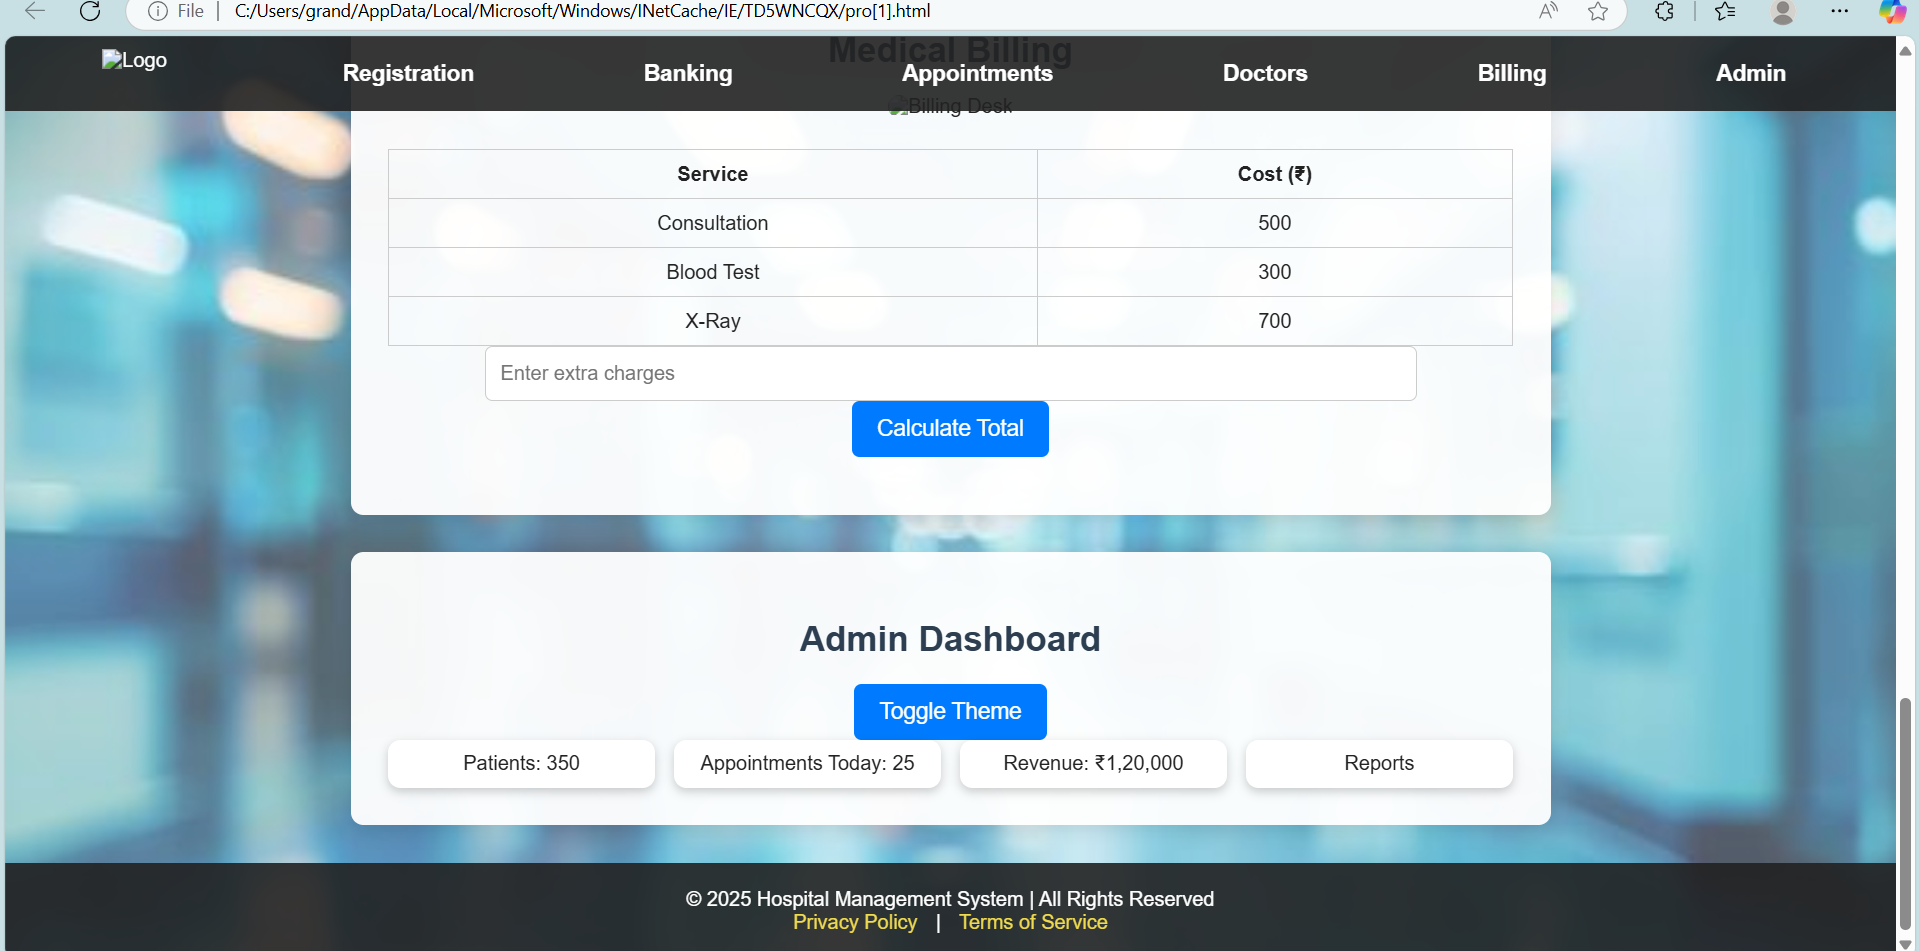 File | C:/Users/grand/AppData/Local/Microsoft/Windows/INetCache/IE/TD5WNCQX/pro[1].html
Medical Billing
Logo
Registration Banking Appointments Doctors Billing Admin
Billing Desk
Service Cost (₹)
Consultation 500
Blood Test 300
X-Ray 700
Enter extra charges
Calculate Total
Admin Dashboard
Toggle Theme
Patients: 350 Appointments Today: 25 Revenue: ₹1,20,000 Reports
© 2025 Hospital Management System | All Rights Reserved
Privacy Policy | Terms of Service